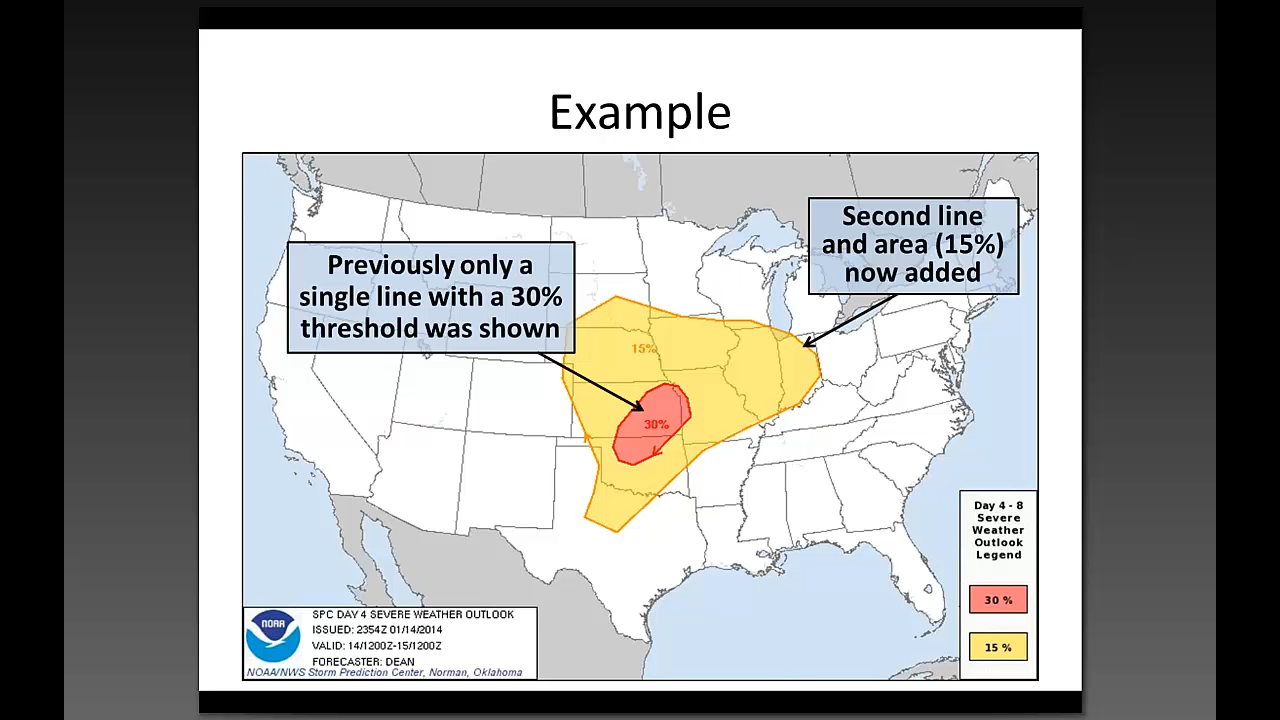 Example
Previously only a
single line with a 30%
threshold was shown
Second line
and area (15%)
now added
15%
30%
Day 4 - 8
Severe
Weather
Outlook
Legend
30 %
15 %
NOAA
SPC DAY 4 SEVERE WEATHER OUTLOOK
ISSUED: 2354Z 01/14/2014
VALID: 14/1200Z-15/1200Z
FORECASTER: DEAN
NOAA/NWS Storm Prediction Center, Norman, Oklahoma